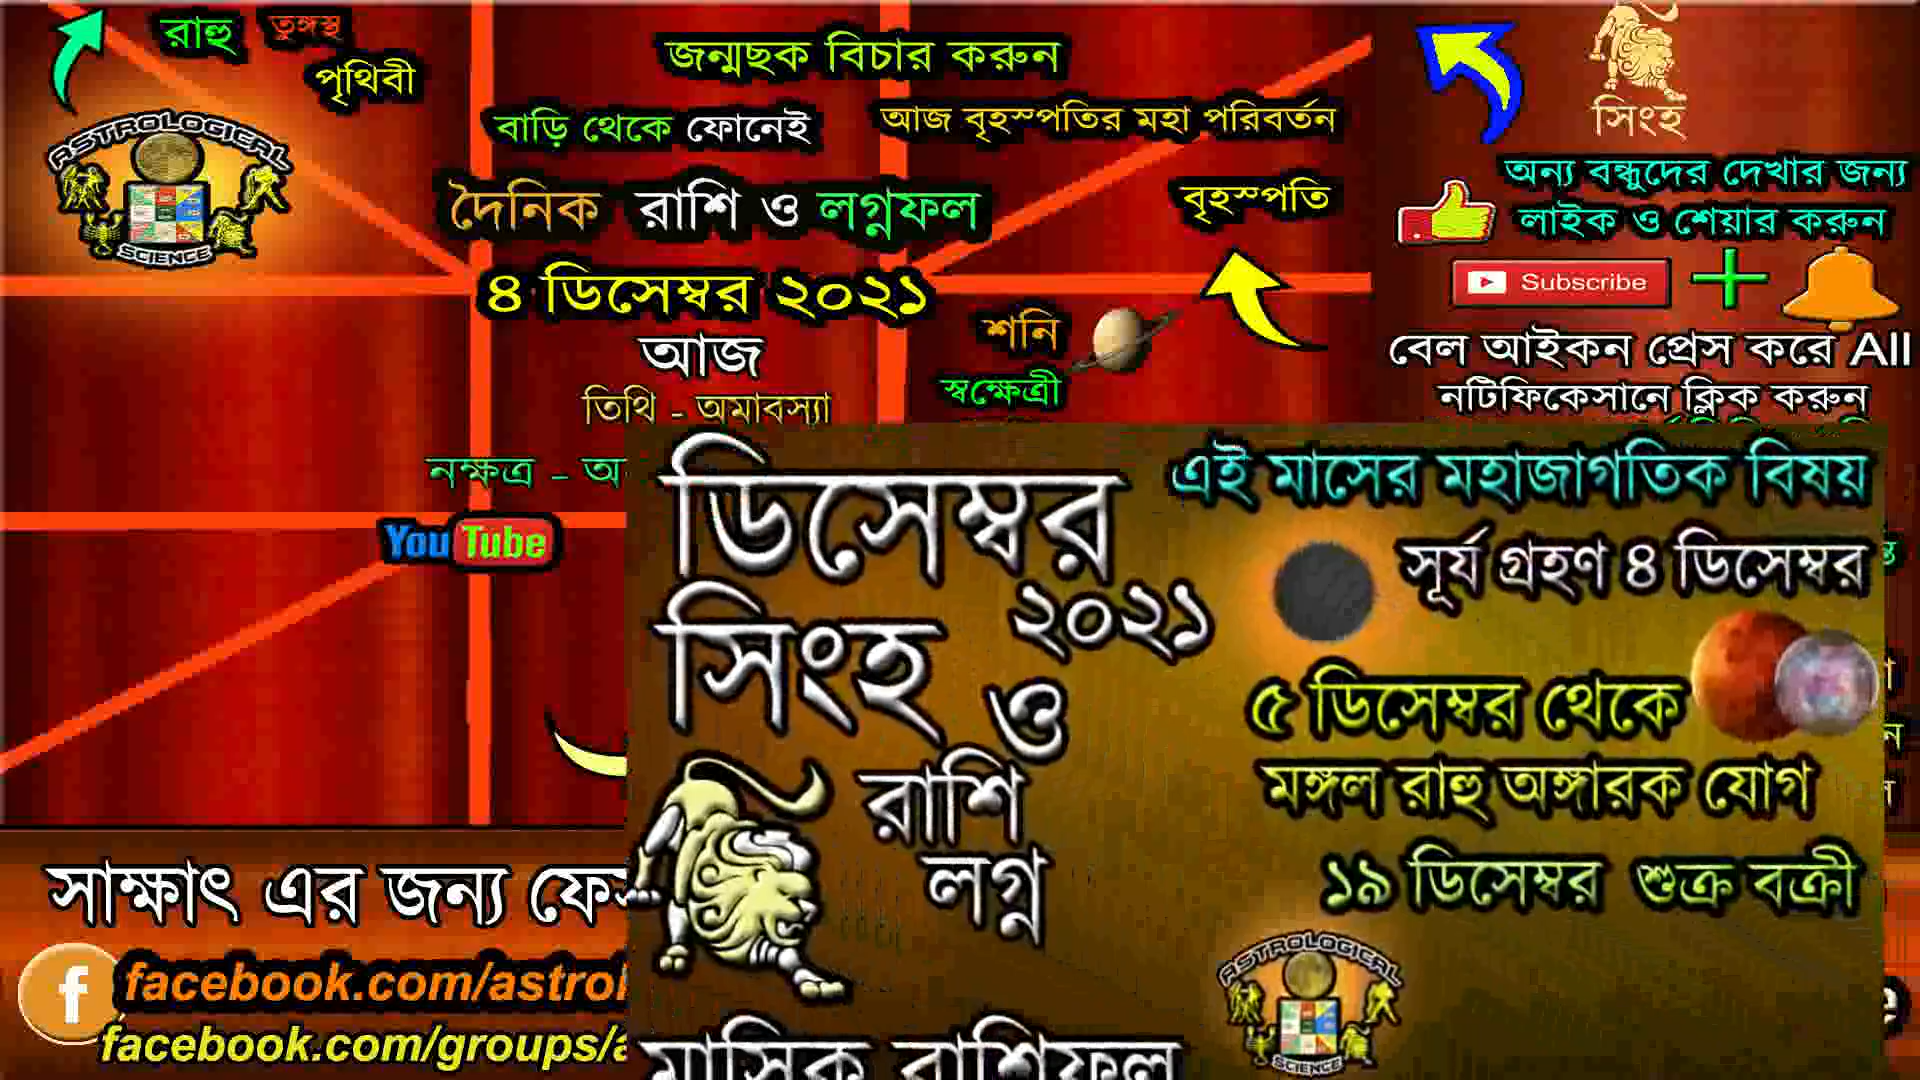 রাহু তুঙ্গস্থ
পৃথিবী
ASTROLOGICAL
SCIENCE
জন্মছক বিচার করুন
বাড়ি থেকে ফোনেই
আজ বৃহস্পতির মহা পরিবর্তন
দৈনিক রাশি ও লগ্নফল
বৃহস্পতি
৪ ডিসেম্বর ২০২১
আজ
শনি
স্বক্ষেত্রী
তিথি - অমাবস্যা
নক্ষত্র - অ
YouTube
সিংহ
অন্য বন্ধুদের দেখার জন্য
লাইক ও শেয়ার করুন
Subscribe
বেল আইকন প্রেস করে All
নটিফিকেসানে ক্লিক করুন
ডিসেম্বর
২০২১
সিংহ ও
রাশি
লগ্ন
মাসিক রাশিফল
এই মাসের মহাজাগতিক বিষয়
সূর্য গ্রহণ ৪ ডিসেম্বর
৫ ডিসেম্বর থেকে
মঙ্গল রাহু অঙ্গারক যোগ
১৯ ডিসেম্বর শুক্র বক্রী
ASTROLOGICAL
SCIENCE
সাক্ষাৎ এর জন্য
facebook.com/astrol
facebook.com/groups/a